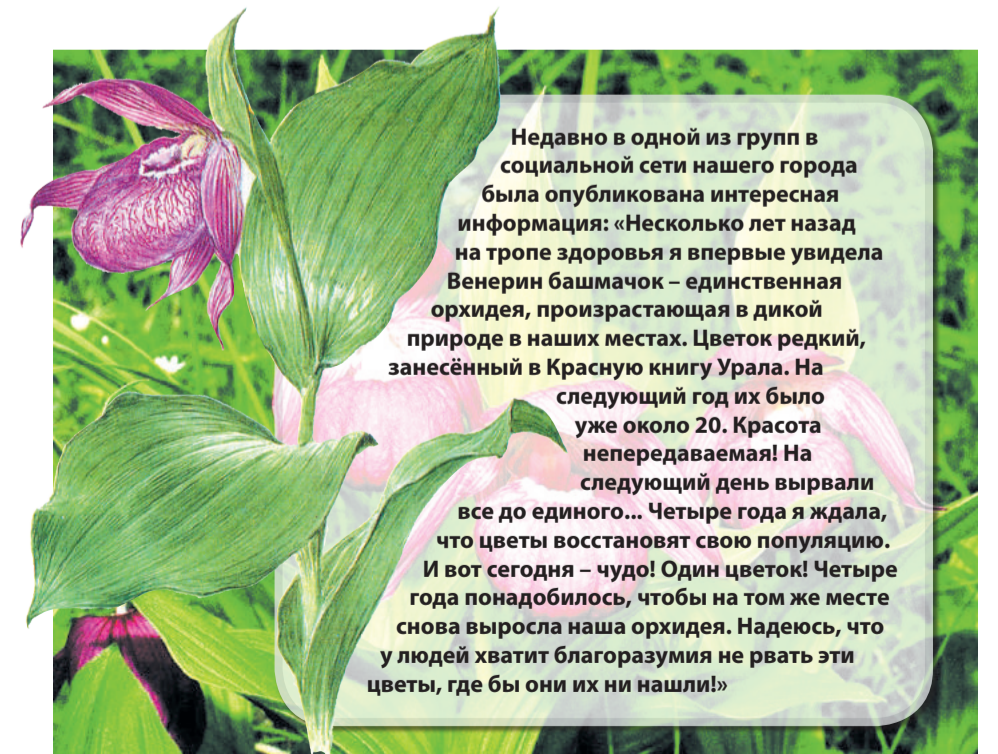 Недавно в одной из групп в
социальной сети нашего города
была опубликована интересная
информация: «Несколько лет назад
на тропе здоровья я впервые увидела
Венерин башмачок – единственная
орхидея, произрастающая в дикой
природе в наших местах. Цветок редкий,
занесённый в Красную книгу Урала. На
следующий год их было
уже около 20. Красота
непередаваемая! На
следующий день вырвали
все до единого... Четыре года я ждала,
что цветы восстановят свою популяцию.
И вот сегодня – чудо! Один цветок! Четыре
года понадобилось, чтобы на том же месте
снова выросла наша орхидея. Надеюсь, что
у людей хватит благоразумия не рвать эти
цветы, где бы они их ни нашли!»